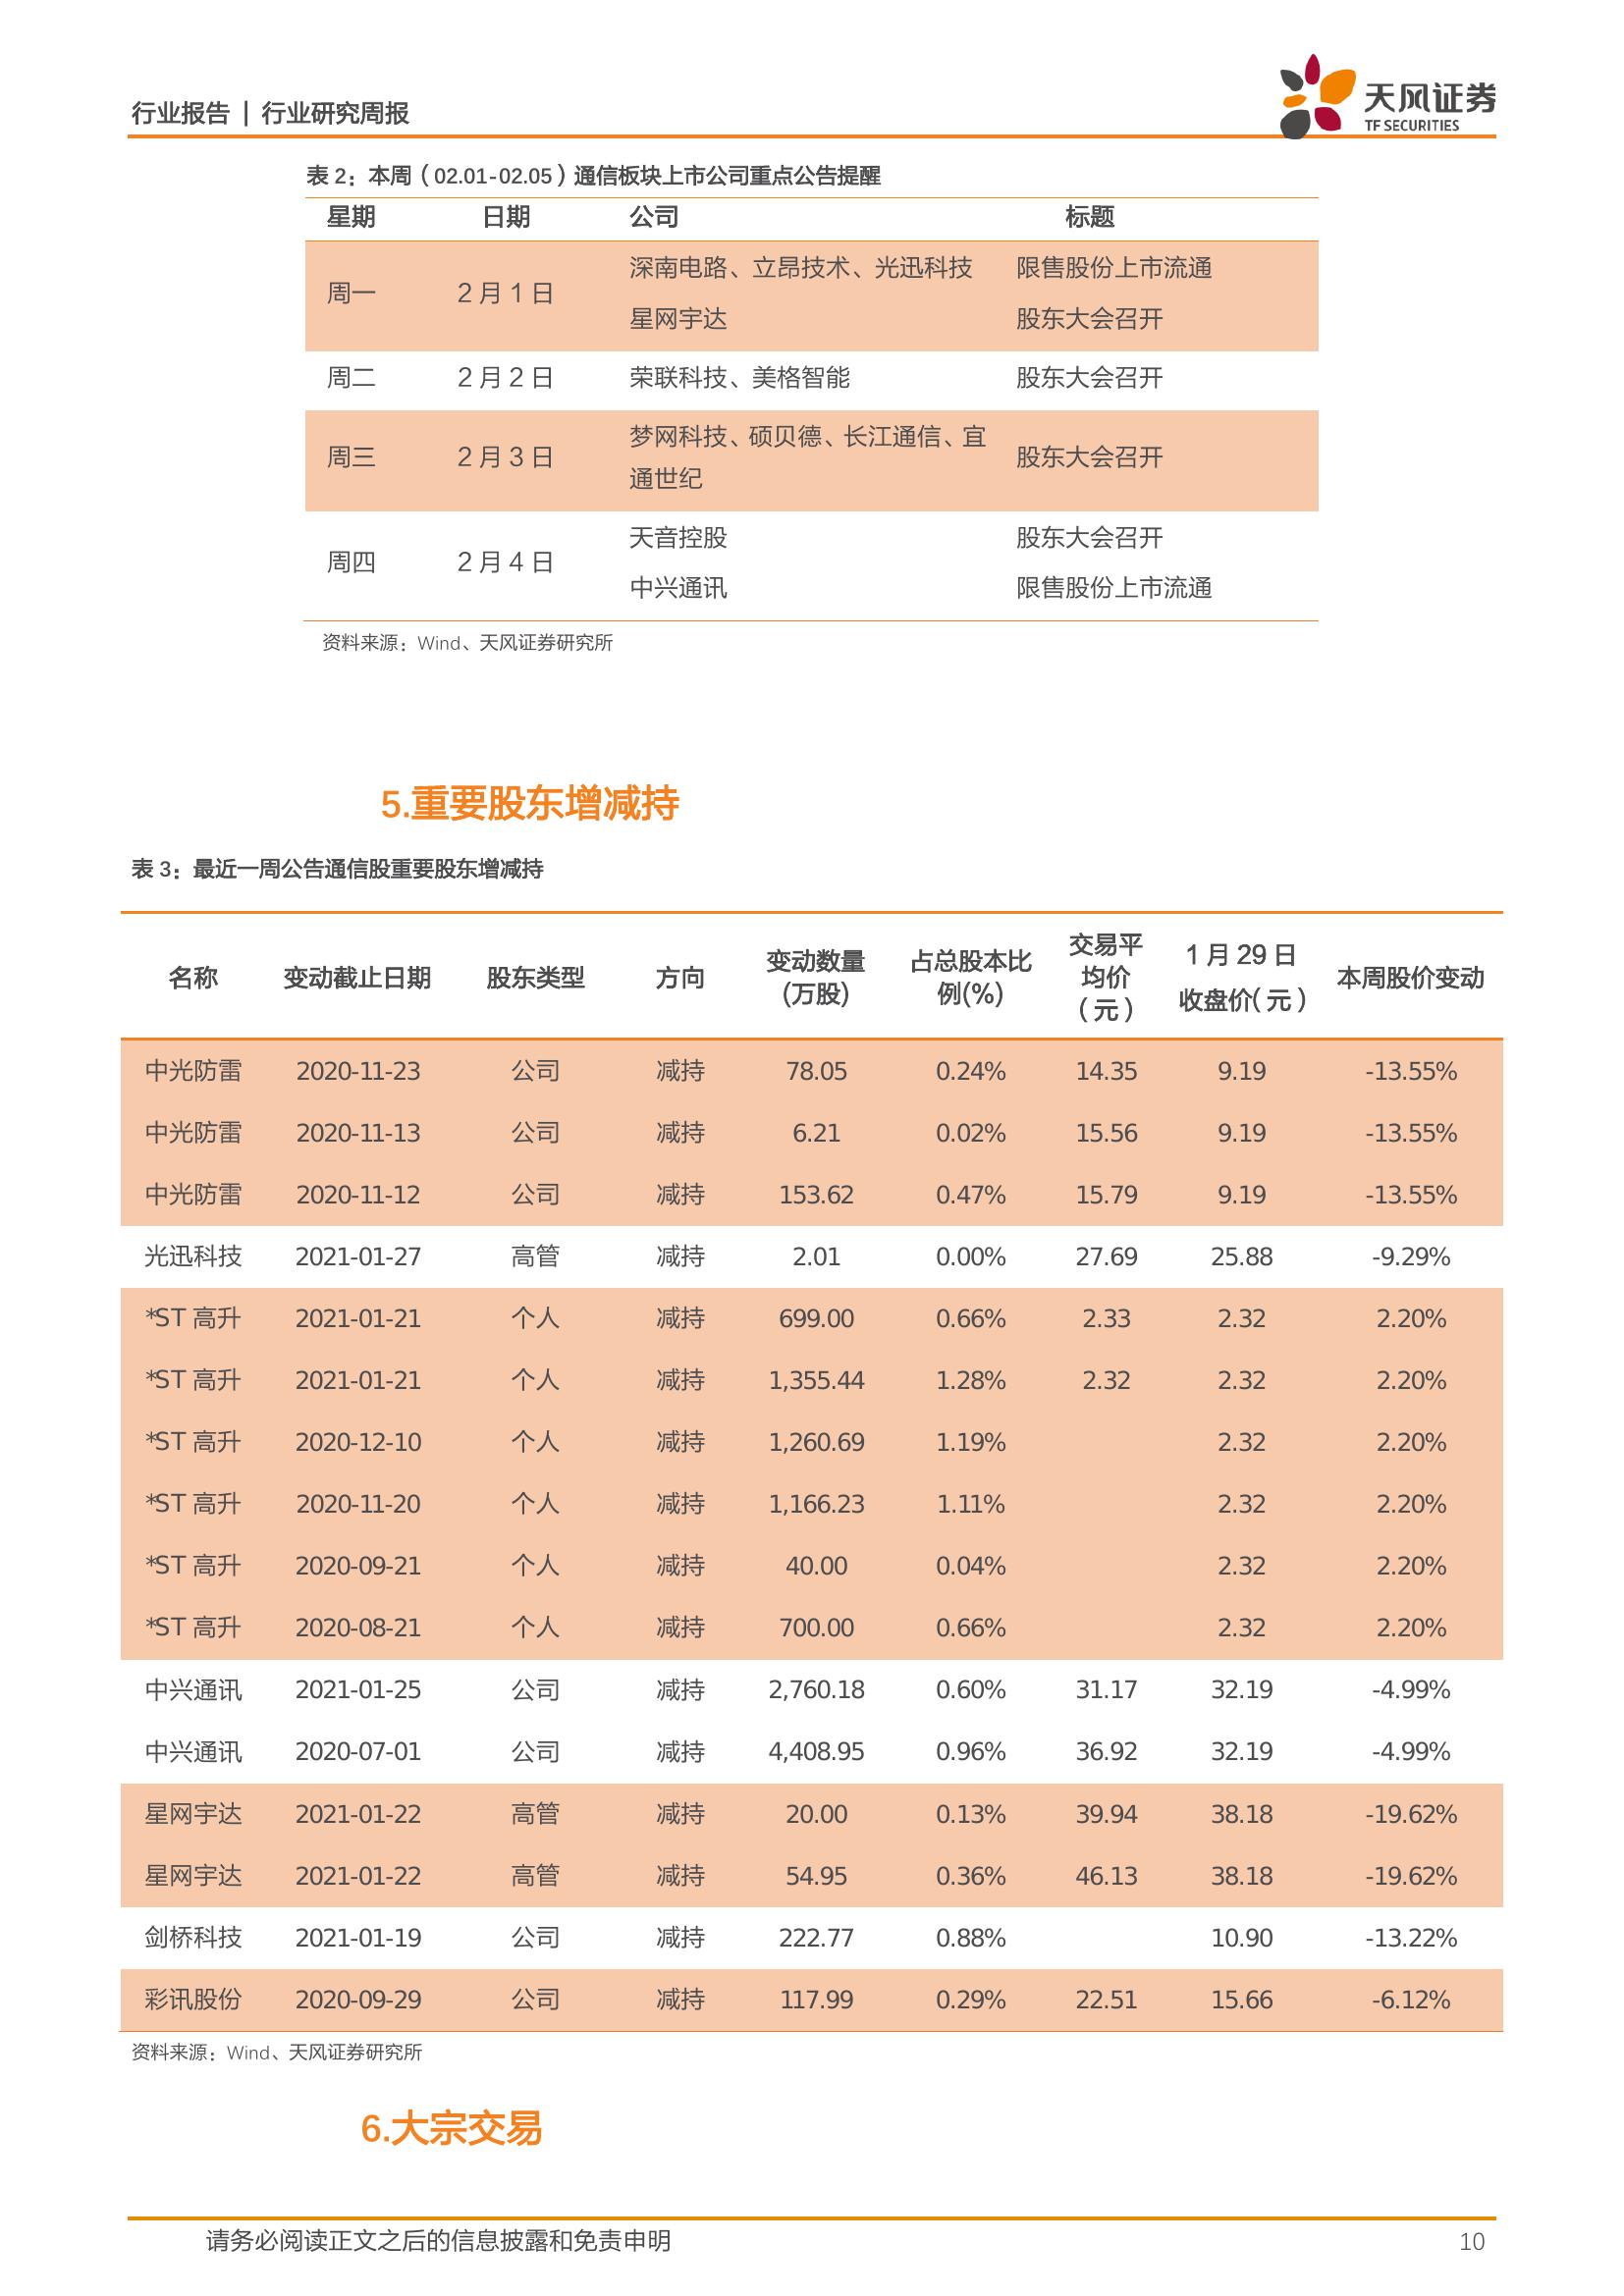 行业报告 | 行业研究周报
天风证券
TF SECURITIES
表 2：本周（02.01-02.05）通信板块上市公司重点公告提醒
星期 日期 公司 标题
周一 2 月 1 日 深南电路、立昂技术、光迅科技 限售股份上市流通
星网宇达 股东大会召开
周二 2 月 2 日 荣联科技、美格智能 股东大会召开
周三 2 月 3 日 梦网科技、硕贝德、长江通信、宜 股东大会召开
通世纪
周四 2 月 4 日 天音控股 股东大会召开
中兴通讯 限售股份上市流通
资料来源：Wind、天风证券研究所
5.重要股东增减持
表 3：最近一周公告通信股重要股东增减持
名称 变动截止日期 股东类型 方向 变动数量(万股) 占总股本比例(%) 交易平均价（元） 1 月 29 日收盘价(元) 本周股价变动
中光防雷 2020-11-23 公司 减持 78.05 0.24% 14.35 9.19 -13.55%
中光防雷 2020-11-13 公司 减持 6.21 0.02% 15.56 9.19 -13.55%
中光防雷 2020-11-12 公司 减持 153.62 0.47% 15.79 9.19 -13.55%
光迅科技 2021-01-27 高管 减持 2.01 0.00% 27.69 25.88 -9.29%
*ST 高升 2021-01-21 个人 减持 699.00 0.66% 2.33 2.32 2.20%
*ST 高升 2021-01-21 个人 减持 1,355.44 1.28% 2.32 2.32 2.20%
*ST 高升 2020-12-10 个人 减持 1,260.69 1.19% 2.32 2.20%
*ST 高升 2020-11-20 个人 减持 1,166.23 1.11% 2.32 2.20%
*ST 高升 2020-09-21 个人 减持 40.00 0.04% 2.32 2.20%
*ST 高升 2020-08-21 个人 减持 700.00 0.66% 2.32 2.20%
中兴通讯 2021-01-25 公司 减持 2,760.18 0.60% 31.17 32.19 -4.99%
中兴通讯 2020-07-01 公司 减持 4,408.95 0.96% 36.92 32.19 -4.99%
星网宇达 2021-01-22 高管 减持 20.00 0.13% 39.94 38.18 -19.62%
星网宇达 2021-01-22 高管 减持 54.95 0.36% 46.13 38.18 -19.62%
剑桥科技 2021-01-19 公司 减持 222.77 0.88% 10.90 -13.22%
彩讯股份 2020-09-29 公司 减持 117.99 0.29% 22.51 15.66 -6.12%
资料来源：Wind、天风证券研究所
6.大宗交易
请务必阅读正文之后的信息披露和免责申明 10